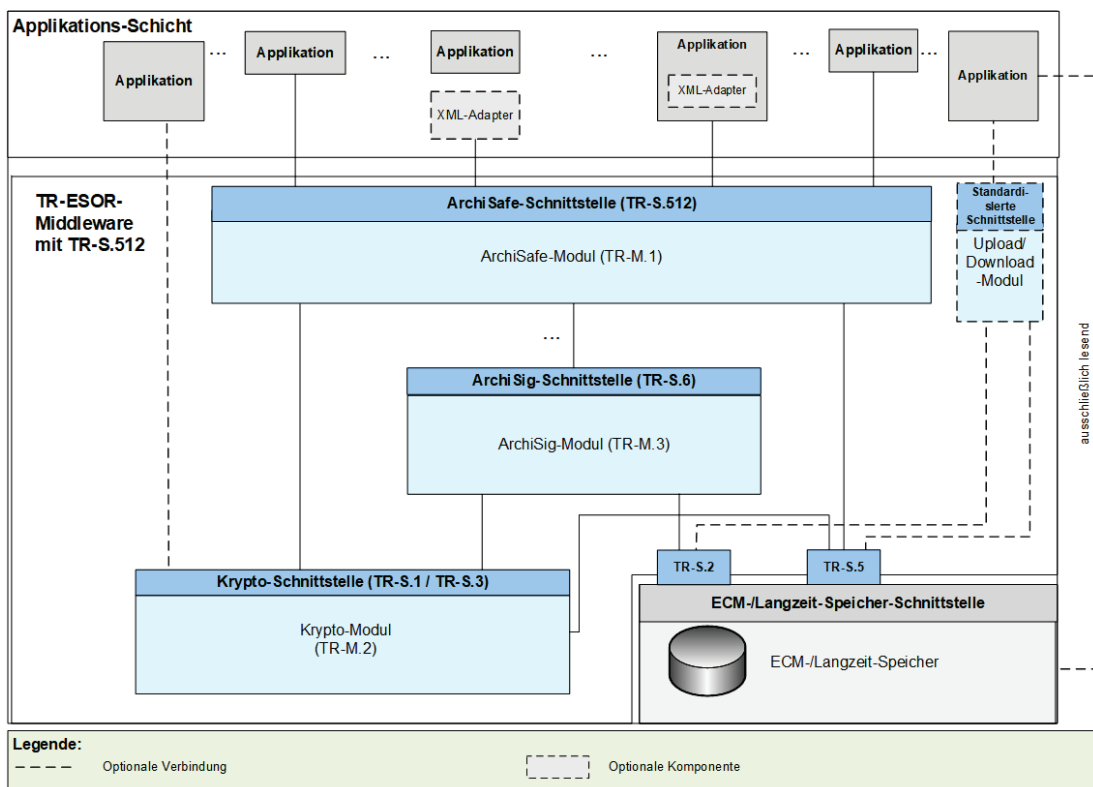 Applikations-Schicht
Applikation
...
Applikation
...
Applikation
XML-Adapter
...
Applikation
XML-Adapter
...
Applikation
...
Applikation
TR-ESOR-
Middleware
mit TR-S.512
ArchiSafe-Schnittstelle (TR-S.512)
ArchiSafe-Modul (TR-M.1)
Standardi-
sierte
Schnittstelle
Upload/
Download
-Modul
ausschließlich lesend
...
ArchiSig-Schnittstelle (TR-S.6)
ArchiSig-Modul (TR-M.3)
Krypto-Schnittstelle (TR-S.1 / TR-S.3)
Krypto-Modul
(TR-M.2)
TR-S.2
TR-S.5
ECM-/Langzeit-Speicher-Schnittstelle
ECM-/Langzeit-Speicher
Legende:
Optionale Verbindung
Optionale Komponente